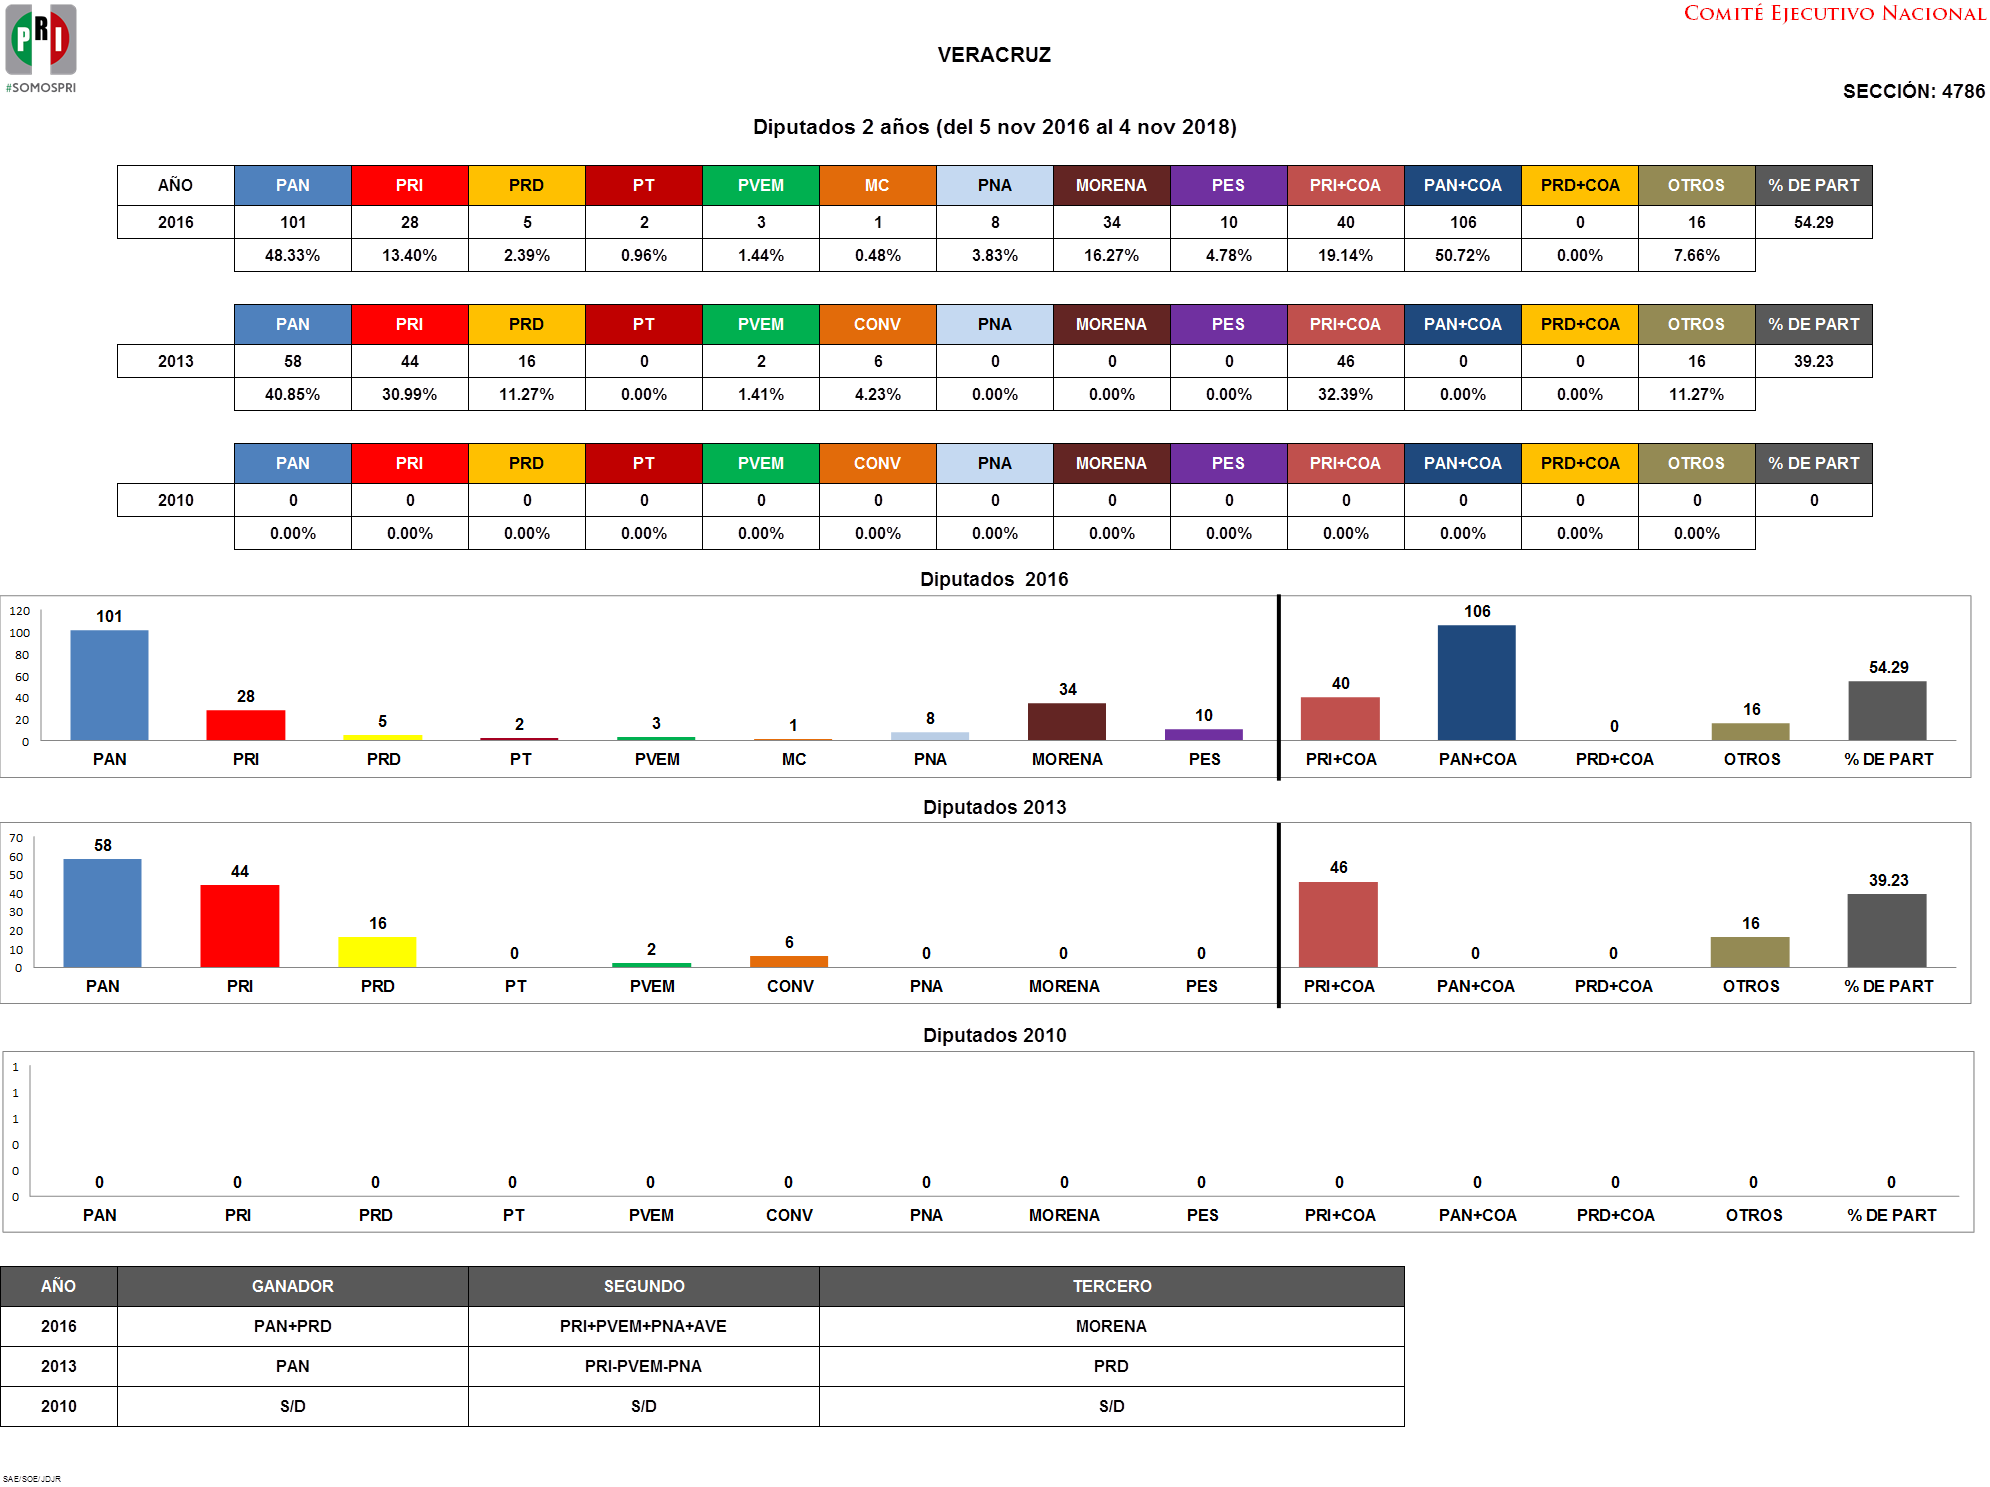 PRI
#SOMOSPRI
COMITÉ EJECUTIVO NACIONAL
VERACRUZ
SECCIÓN: 4786
Diputados 2 años (del 5 nov 2016 al 4 nov 2018)
AÑO PAN PRI PRD PT PVEM MC PNA MORENA PES PRI+COA PAN+COA PRD+COA OTROS % DE PART
2016 101 28 5 2 3 1 8 34 10 40 106 0 16 54.29
48.33% 13.40% 2.39% 0.96% 1.44% 0.48% 3.83% 16.27% 4.78% 19.14% 50.72% 0.00% 7.66%
PAN PRI PRD PT PVEM CONV PNA MORENA PES PRI+COA PAN+COA PRD+COA OTROS % DE PART
2013 58 44 16 0 2 6 0 0 0 46 0 0 16 39.23
40.85% 30.99% 11.27% 0.00% 1.41% 4.23% 0.00% 0.00% 0.00% 32.39% 0.00% 0.00% 11.27%
PAN PRI PRD PT PVEM CONV PNA MORENA PES PRI+COA PAN+COA PRD+COA OTROS % DE PART
2010 0 0 0 0 0 0 0 0 0 0 0 0 0 0
0.00% 0.00% 0.00% 0.00% 0.00% 0.00% 0.00% 0.00% 0.00% 0.00% 0.00% 0.00% 0.00%
Diputados 2016
120
100
80
60
40
20
0
101 28 5 2 3 1 8 34 10 40 106 0 16 54.29
PAN PRI PRD PT PVEM MC PNA MORENA PES PRI+COA PAN+COA PRD+COA OTROS % DE PART
Diputados 2013
70
60
50
40
30
20
10
0
58 44 16 0 2 6 0 0 0 46 0 0 16 39.23
PAN PRI PRD PT PVEM CONV PNA MORENA PES PRI+COA PAN+COA PRD+COA OTROS % DE PART
Diputados 2010
1
1
1
0
0
0
0 0 0 0 0 0 0 0 0 0 0 0 0 0
PAN PRI PRD PT PVEM CONV PNA MORENA PES PRI+COA PAN+COA PRD+COA OTROS % DE PART
AÑO GANADOR SEGUNDO TERCERO
2016 PAN+PRD PRI+PVEM+PNA+AVE MORENA
2013 PAN PRI-PVEM-PNA PRD
2010 S/D S/D S/D
SAE/SOE/JDJR